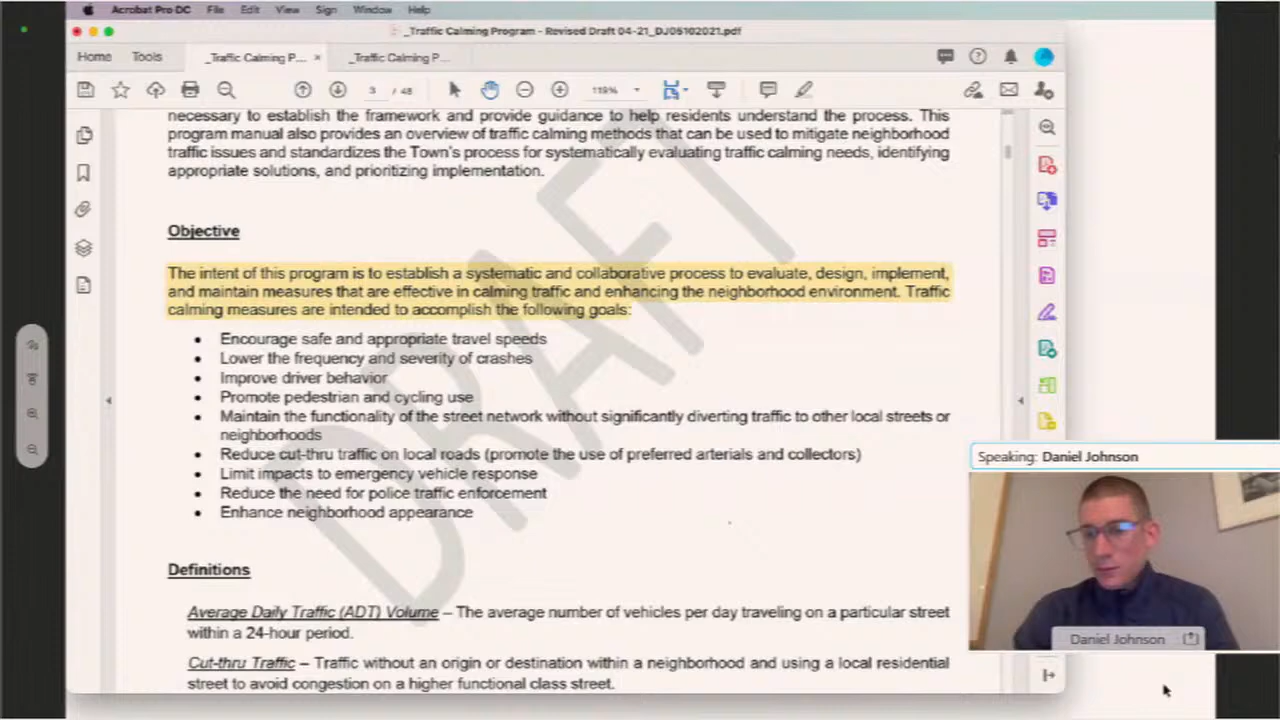 Acrobat Pro DC File Edit View Sign Window Help
_Traffic Calming Program - Revised Draft 04-21_DJ05102021.pdf
Home Tools _Traffic Calming P... × _Traffic Calming P...
3 / 48 119%
necessary to establish the framework and provide guidance to help residents understand the process. This
program manual also provides an overview of traffic calming methods that can be used to mitigate neighborhood
traffic issues and standardizes the Town's process for systematically evaluating traffic calming needs, identifying
appropriate solutions, and prioritizing implementation.
Objective
The intent of this program is to establish a systematic and collaborative process to evaluate, design, implement,
and maintain measures that are effective in calming traffic and enhancing the neighborhood environment. Traffic
calming measures are intended to accomplish the following goals:
• Encourage safe and appropriate travel speeds
• Lower the frequency and severity of crashes
• Improve driver behavior
• Promote pedestrian and cycling use
• Maintain the functionality of the street network without significantly diverting traffic to other local streets or
neighborhoods
• Reduce cut-thru traffic on local roads (promote the use of preferred arterials and collectors)
• Limit impacts to emergency vehicle response
• Reduce the need for police traffic enforcement
• Enhance neighborhood appearance
DRAFT
Speaking: Daniel Johnson
Daniel Johnson
Definitions
Average Daily Traffic (ADT) Volume – The average number of vehicles per day traveling on a particular street
within a 24-hour period.
Cut-thru Traffic – Traffic without an origin or destination within a neighborhood and using a local residential
street to avoid congestion on a higher functional class street.